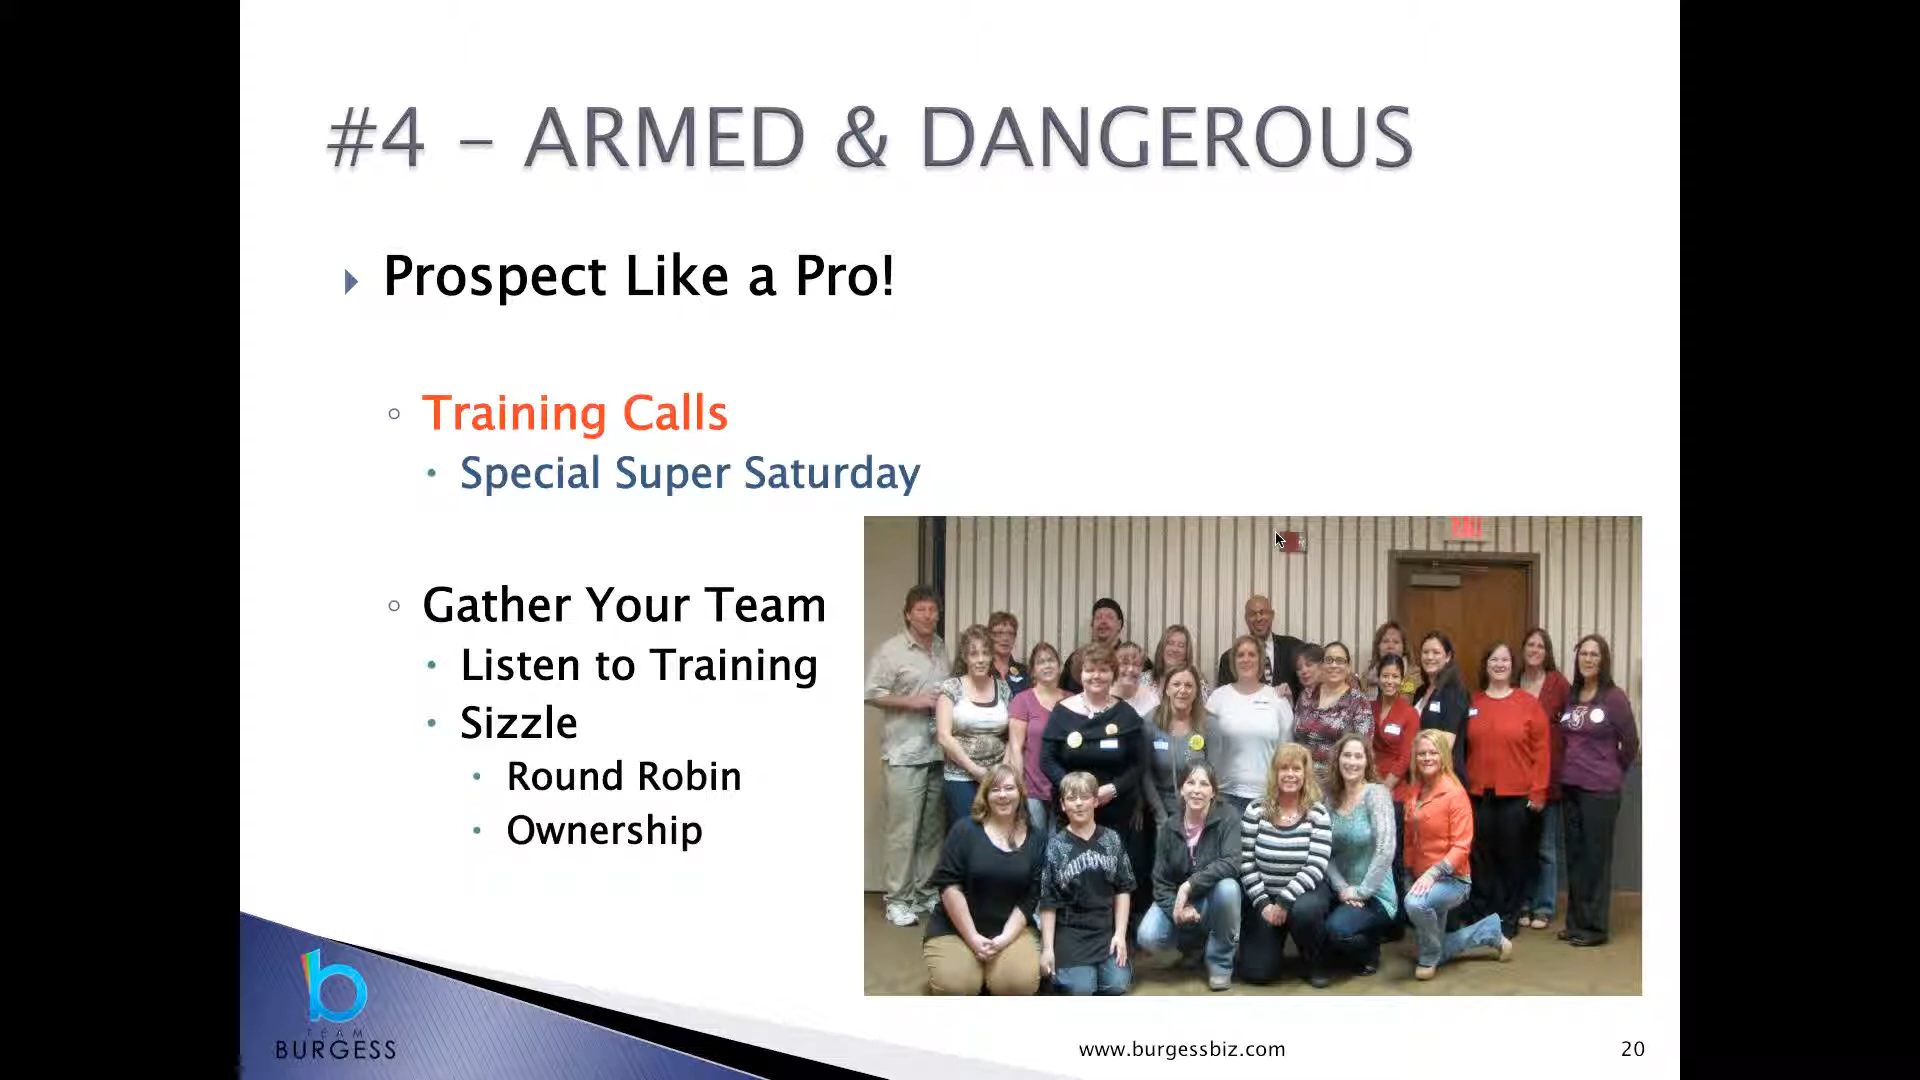 #4 – ARMED & DANGEROUS
Prospect Like a Pro!
Training Calls
Special Super Saturday
Gather Your Team
Listen to Training
Sizzle
Round Robin
Ownership
EXIT
b
TEAM
BURGESS
www.burgessbiz.com
20